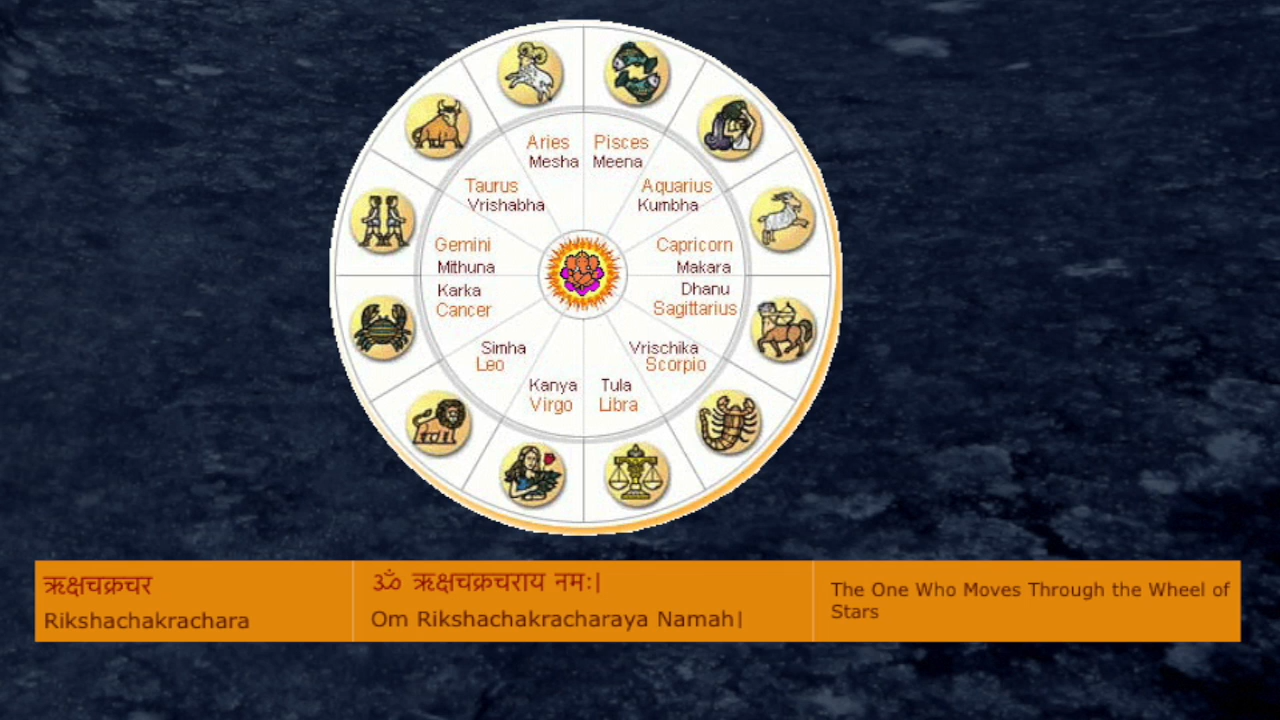 Aries Pisces
Mesha Meena
Taurus Aquarius
Vrishabha Kumbha
Gemini Capricorn
Mithuna Makara
Karka Dhanu
Cancer Sagittarius
Simha Vrischika
Leo Scorpio
Kanya Tula
Virgo Libra
ऋक्षचक्रचर
Rikshachakrachara
ॐ ऋक्षचक्रचराय नमः|
Om Rikshachakracharaya Namah|
The One Who Moves Through the Wheel of
Stars